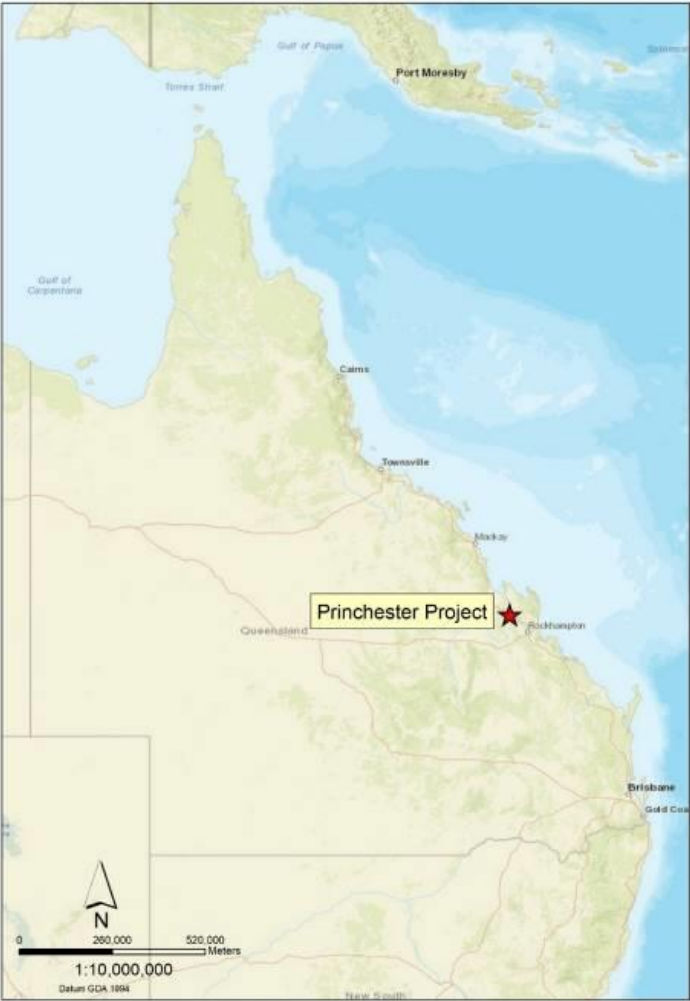 Gulf of Papua
Port Moresby
Torres Strait
Gulf of
Carpentaria
Cairns
Townsville
Mackay
Princhester Project
Rockhampton
Queensland
Brisbane
Gold Coa
N
0 260,000 520,000
Meters
1:10,000,000
Datum GDA 1994
New South